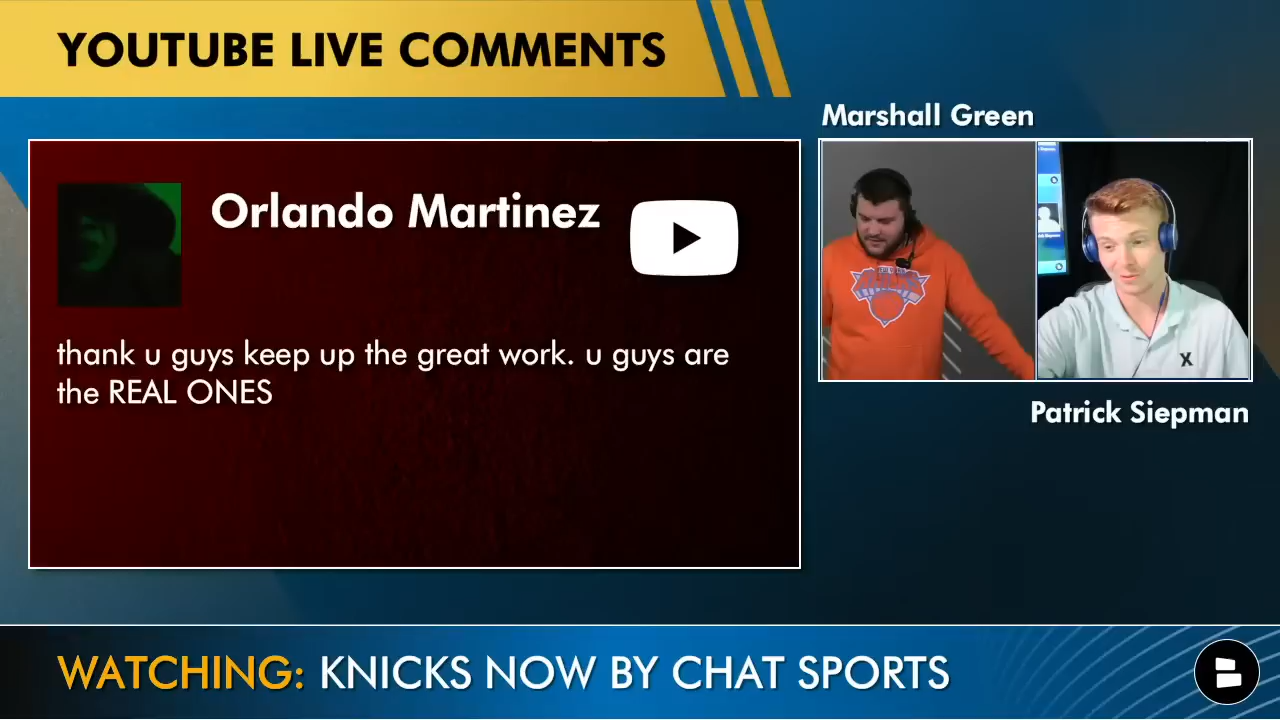 YOUTUBE LIVE COMMENTS
Marshall Green
Orlando Martinez
thank u guys keep up the great work. u guys are
the REAL ONES
X
Patrick Siepman
WATCHING: KNICKS NOW BY CHAT SPORTS